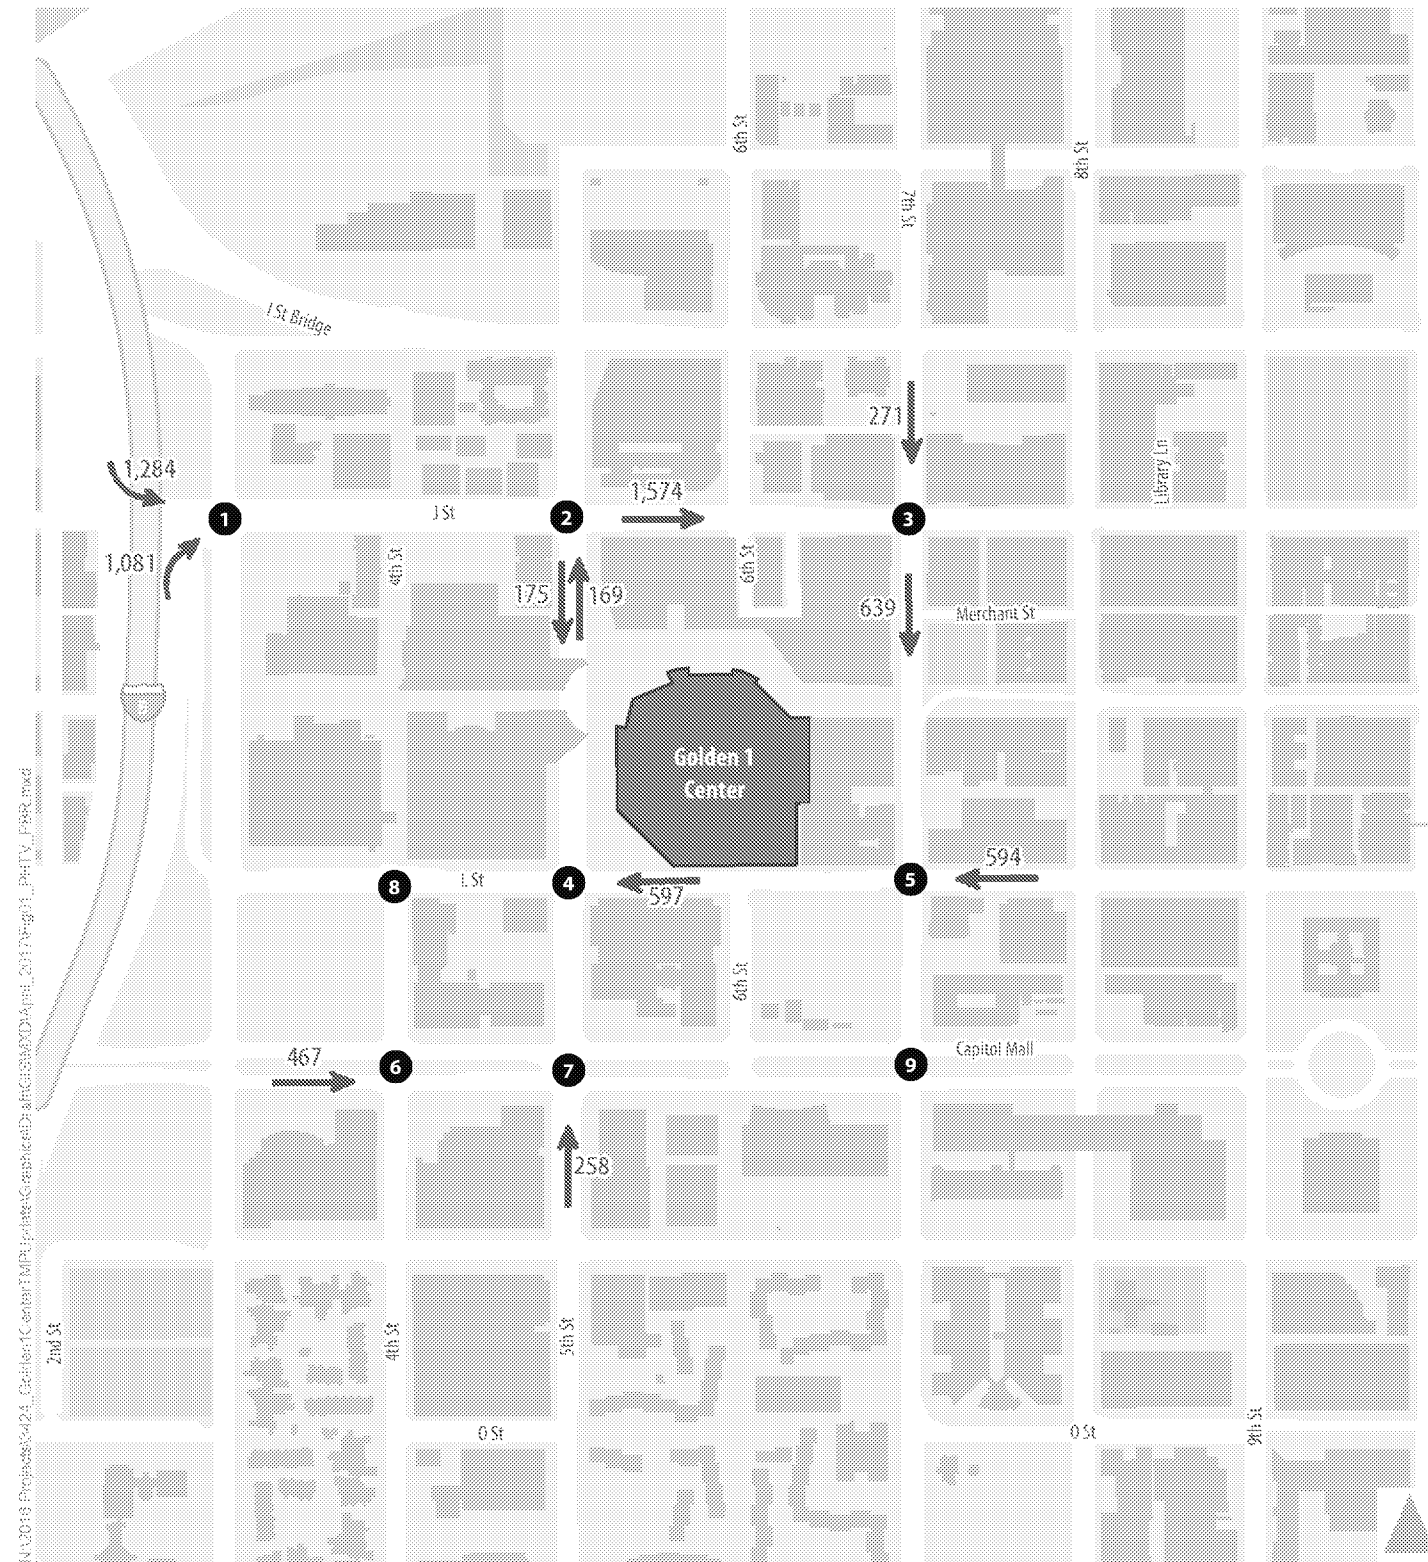 6th St
8th St
7th St
I St Bridge
271
1,284
Library Ln
1,574
J St
1
2
3
1,081
4th St
6th St
175
169
639
Merchant St
5
Golden 1
Center
594
8
L St
4
597
5
6th St
467
Capitol Mall
6
7
9
258
2nd St
4th St
5th St
O St
O St
9th St